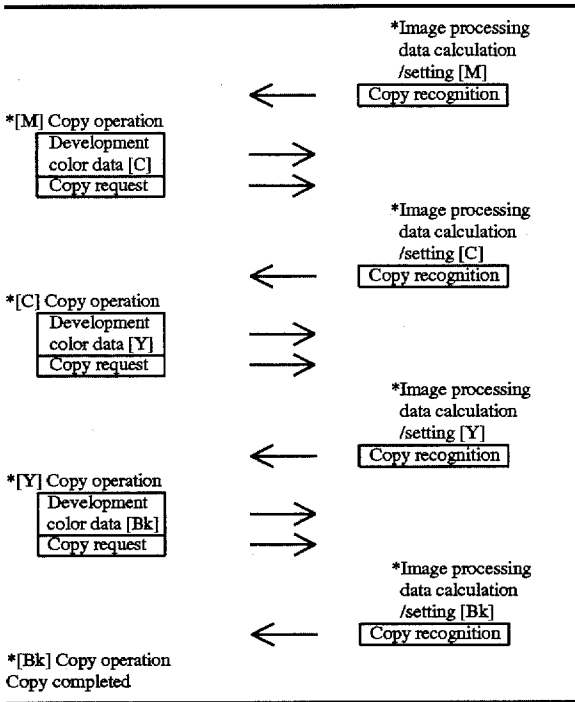 *Image processing
data calculation
/setting [M]
Copy recognition
*[M] Copy operation
Development
color data [C]
Copy request
*Image processing
data calculation
/setting [C]
Copy recognition
*[C] Copy operation
Development
color data [Y]
Copy request
*Image processing
data calculation
/setting [Y]
Copy recognition
*[Y] Copy operation
Development
color data [Bk]
Copy request
*Image processing
data calculation
/setting [Bk]
Copy recognition
*[Bk] Copy operation
Copy completed